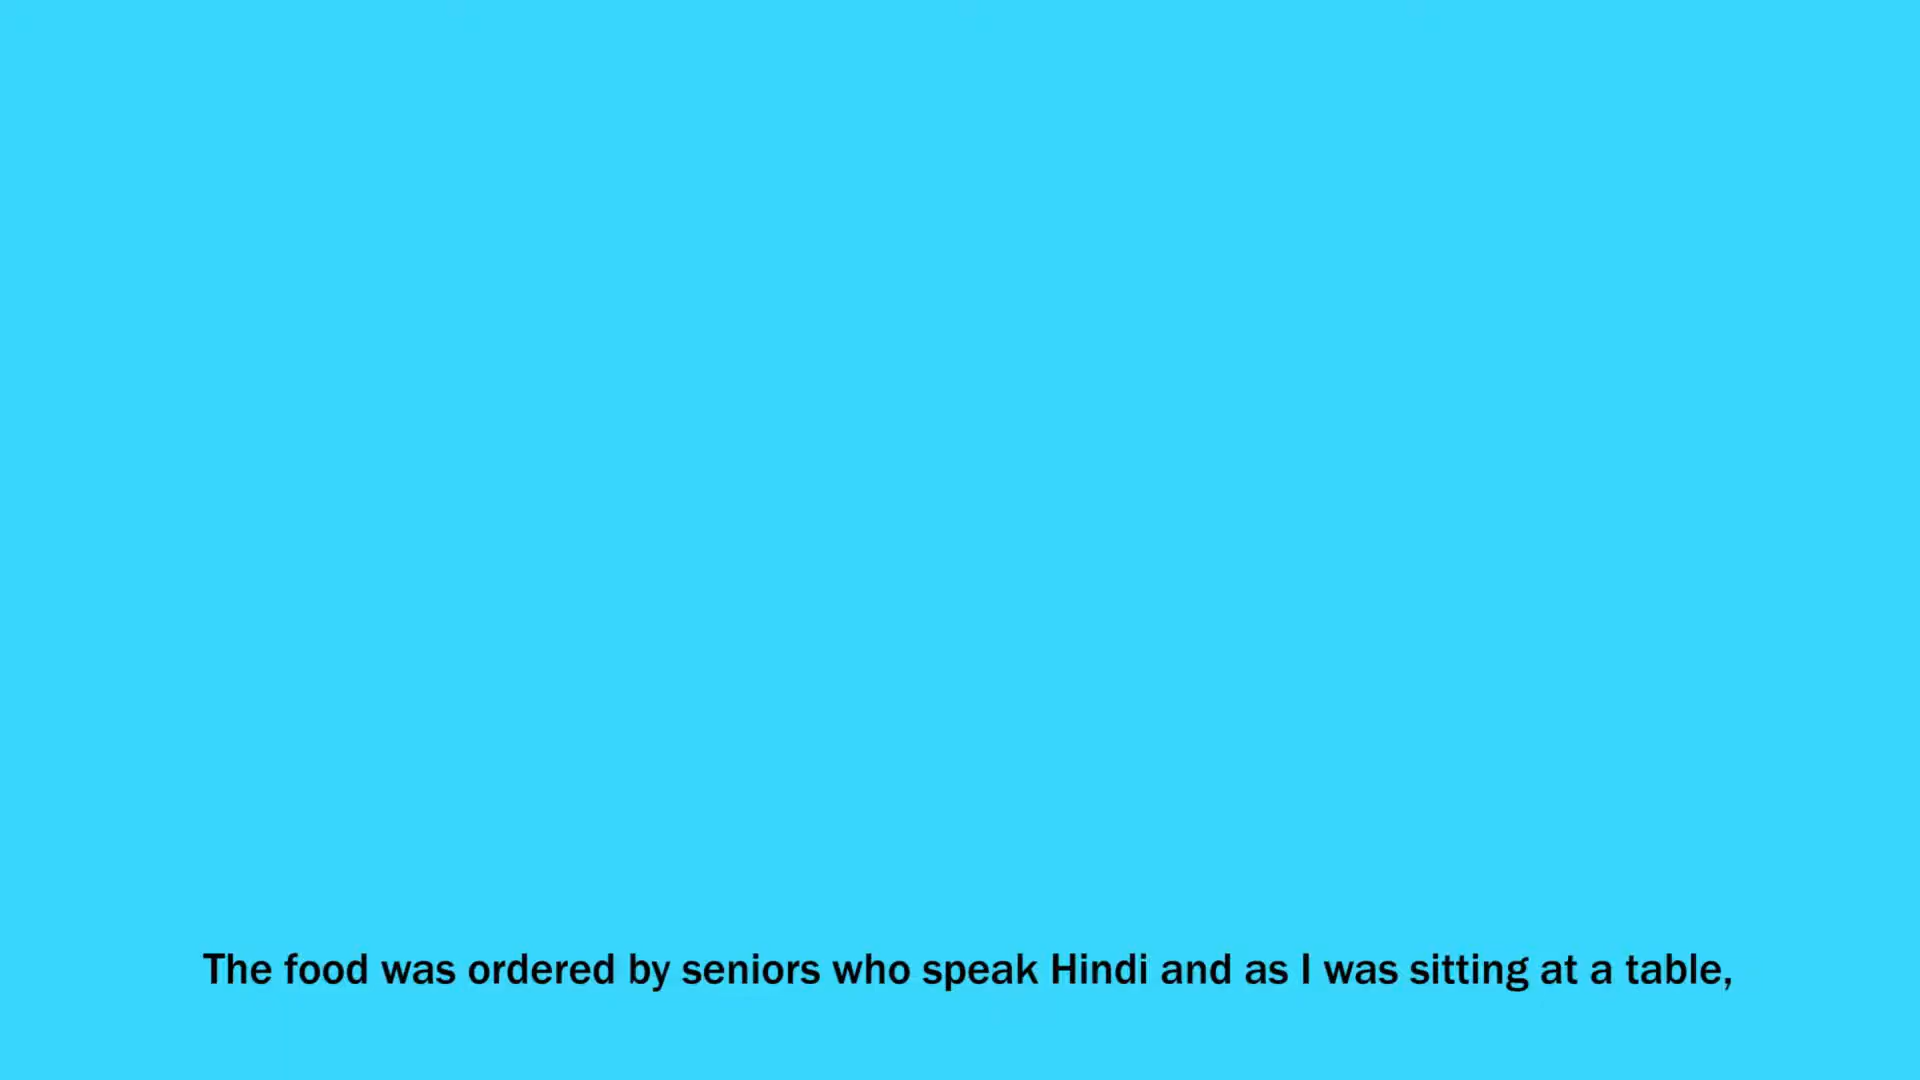 The food was ordered by seniors who speak Hindi and as I was sitting at a table,